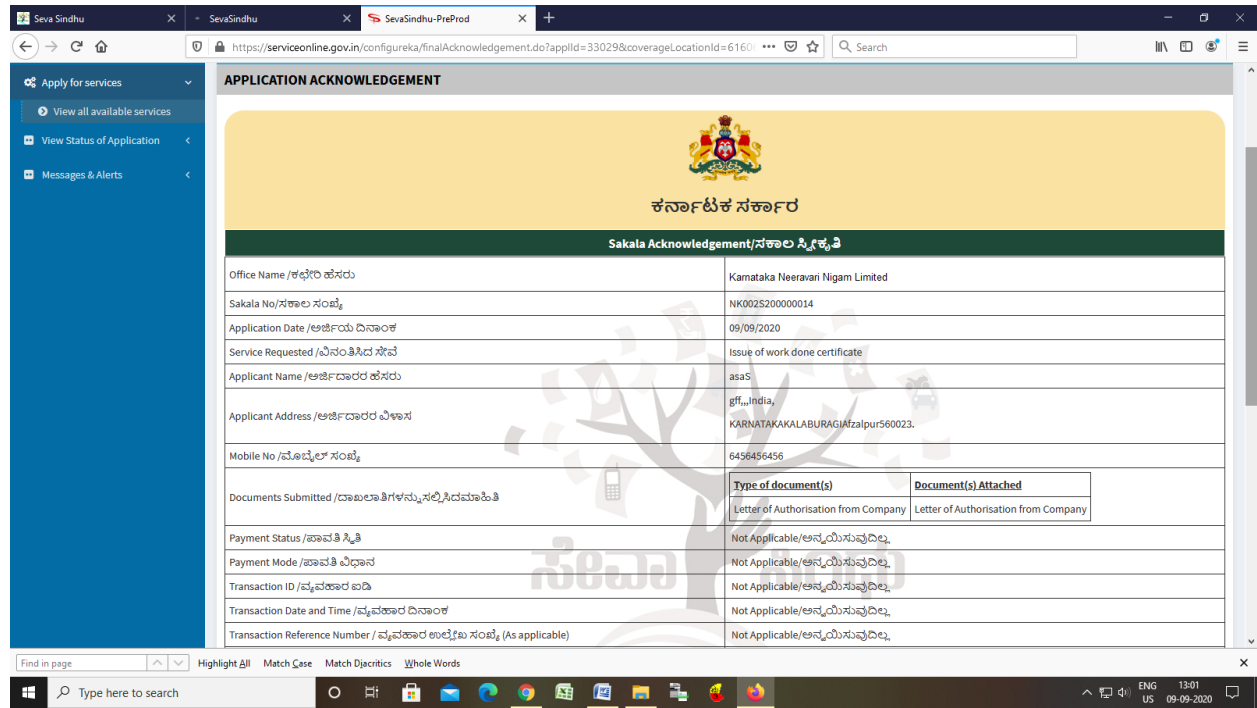 Seva Sindhu
SevaSindhu
SevaSindhu-PreProd
https://serviceonline.gov.in/configureka/finalAcknowledgement.do?applId=33029&coverageLocationId=6160
Search
Apply for services
View all available services
View Status of Application
Messages & Alerts
APPLICATION ACKNOWLEDGEMENT
ಕರ್ನಾಟಕ ಸರ್ಕಾರ
Sakala Acknowledgement/ಸಕಾಲ ಸ್ವೀಕೃತಿ
Office Name /ಕಛೇರಿ ಹೆಸರು Karnataka Neeravari Nigam Limited
Sakala No/ಸಕಾಲ ಸಂಖ್ಯೆ NK002S200000014
Application Date /ಅರ್ಜಿಯ ದಿನಾಂಕ 09/09/2020
Service Requested /ವಿನಂತಿಸಿದ ಸೇವೆ Issue of work done certificate
Applicant Name /ಅರ್ಜಿದಾರರ ಹೆಸರು asaS
Applicant Address /ಅರ್ಜಿದಾರರ ವಿಳಾಸ gff,,,India,
KARNATAKAKALABURAGIAfzalpur560023.
Mobile No /ಮೊಬೈಲ್ ಸಂಖ್ಯೆ 6456456456
Documents Submitted /ದಾಖಲಾತಿಗಳನ್ನು ಸಲ್ಲಿಸಿದಮಾಹಿತಿ
Type of document(s) Document(s) Attached
Letter of Authorisation from Company Letter of Authorisation from Company
Payment Status /ಪಾವತಿ ಸ್ಥಿತಿ Not Applicable/ಅನ್ವಯಿಸುವುದಿಲ್ಲ
Payment Mode /ಪಾವತಿ ವಿಧಾನ Not Applicable/ಅನ್ವಯಿಸುವುದಿಲ್ಲ
Transaction ID /ವ್ಯವಹಾರ ಐಡಿ Not Applicable/ಅನ್ವಯಿಸುವುದಿಲ್ಲ
Transaction Date and Time /ವ್ಯವಹಾರ ದಿನಾಂಕ Not Applicable/ಅನ್ವಯಿಸುವುದಿಲ್ಲ
Transaction Reference Number / ವ್ಯವಹಾರ ಉಲ್ಲೇಖ ಸಂಖ್ಯೆ (As applicable) Not Applicable/ಅನ್ವಯಿಸುವುದಿಲ್ಲ
ಸೇವಾ ಸಿಂಧು
Find in page Highlight All Match Case Match Diacritics Whole Words
Type here to search
ENG 13:01
US 09-09-2020